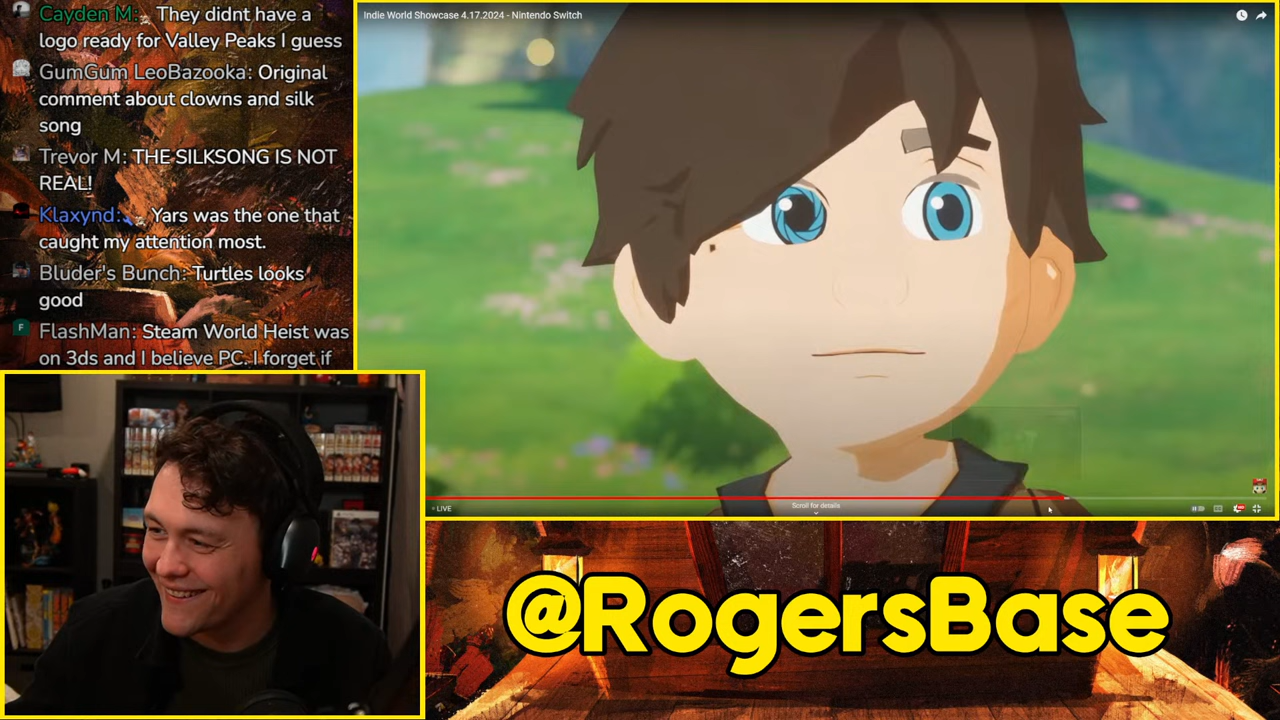 Cayden M: They didnt have a
logo ready for Valley Peaks I guess
GumGum LeoBazooka: Original
comment about clowns and silk
song
Trevor M: THE SILKSONG IS NOT
REAL!
Klaxynd: Yars was the one that
caught my attention most.
Bluder's Bunch: Turtles looks
good
F
FlashMan: Steam World Heist was
on 3ds and I believe PC. I forget if
Indie World Showcase 4.17.2024 - Nintendo Switch
LIVE
Scroll for details
@RogersBase